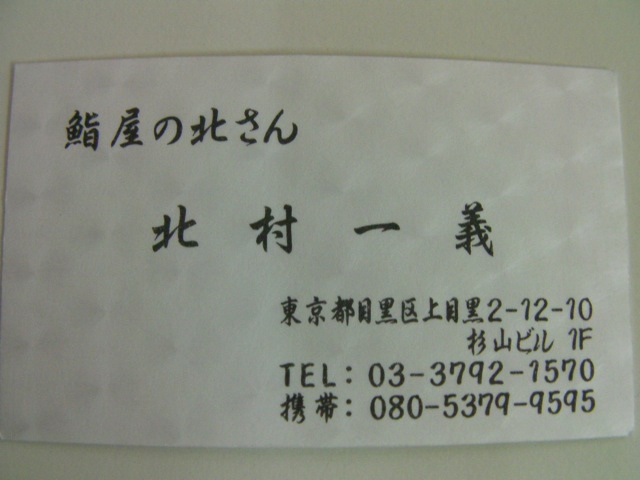 鮨屋の北さん
北村一義
東京都目黒区上目黒2-12-10
杉山ビル 1F
TEL: 03-3792-1570
携帯: 080-5379-9595